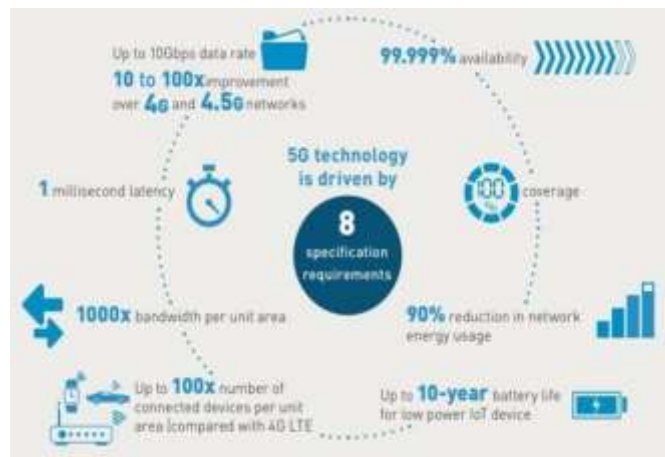 Up to 10Gbps data rate
10 to 100x improvement
over 4G and 4.5G networks
99.999% availability
5G technology
is driven by
8
specification
requirements
1 millisecond latency
100
%
coverage
1000x bandwidth per unit area
90% reduction in network
energy usage
Up to 100x number of
connected devices per unit
area (compared with 4G LTE
Up to 10-year battery life
for low power IoT device